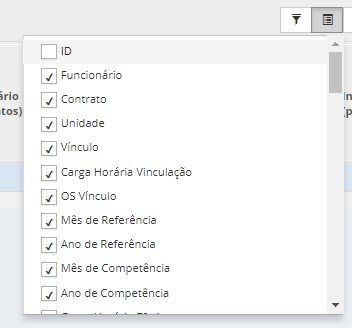 ID
Funcionário
Contrato
Unidade
Vínculo
Carga Horária Vinculação
OS Vínculo
Mês de Referência
Ano de Referência
Mês de Competência
Ano de Competência